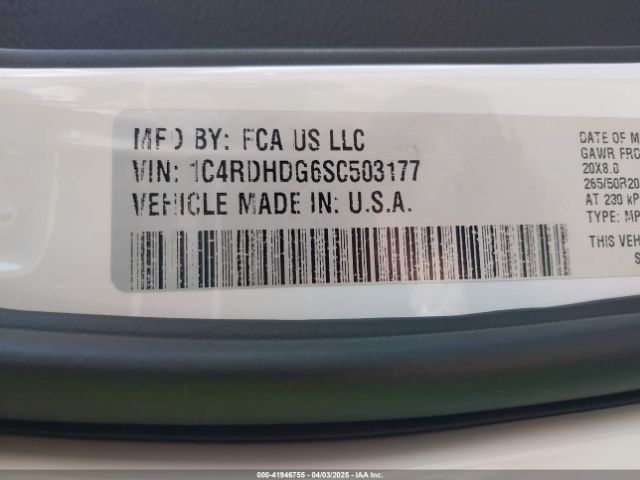 MFD BY: FCA US LLC
VIN: 1C4RDHDG6SC503177
VEHICLE MADE IN: U.S.A.
DATE OF M
GAWR FRO
20X8.0
265/50R20
AT 230 kP
TYPE: MP
THIS VEH
S
000-41946755 - 04/03/2025 - IAA Inc.